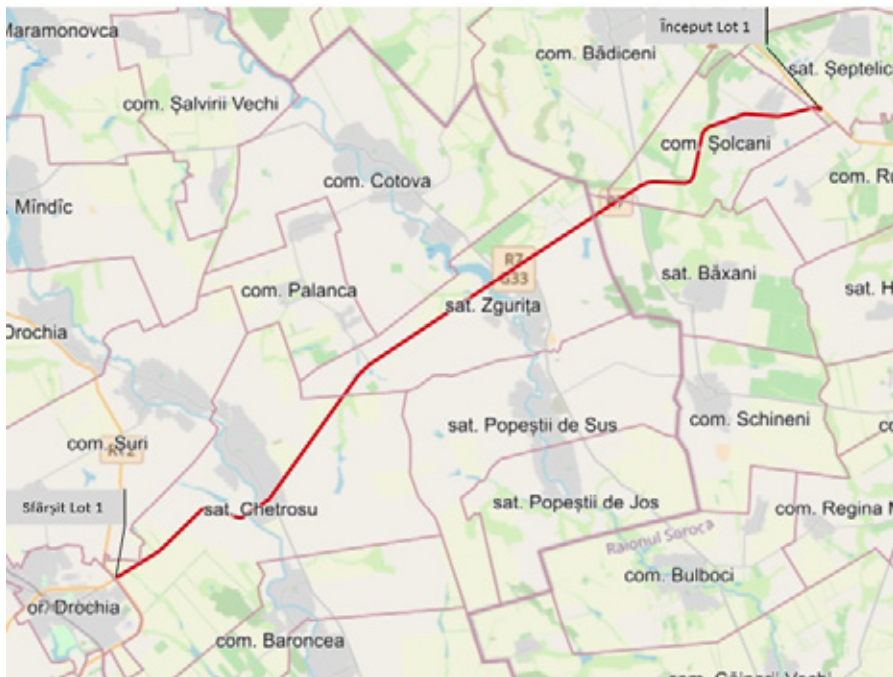 Maramonovca
com. Șalvirii Vechi
com. Bădiceni
Început Lot 1
sat. Șeptelic
com. Șolcani
com. Cotova
com. Ru
. Mîndîc
R7
com. Palanca
R7
G33
sat. Băxani
sat. H
sat. Zgurița
Drochia
com. Șuri
sat. Popeștii de Sus
com. Schineni
co
Sfârșit Lot 1
sat. Chetrosu
sat. Popeștii de Jos
com. Regina M
Raionul Soroca
com. Bulboci
or. Drochia
com. Baroncea